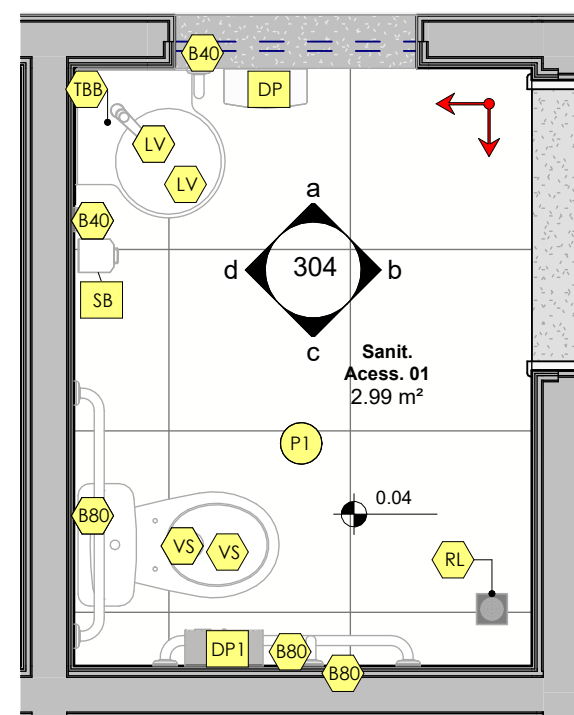 B40
TBB
DP
LV
LV
a
B40
d
304
b
SB
c
Sanit.
Acess. 01
2.99 m²
P1
0.04
B80
VS
VS
RL
DP1
B80
B80